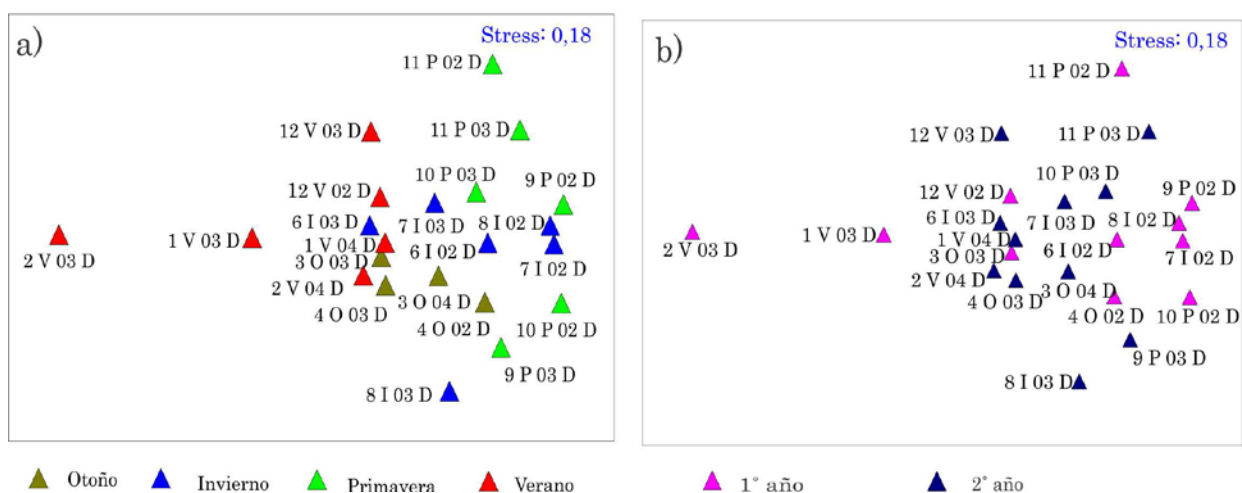 a)
Stress: 0,18
11 P 02 D
12 V 03 D
11 P 03 D
10 P 03 D
9 P 02 D
12 V 02 D
6 I 03 D
7 I 03 D
8 I 02 D
2 V 03 D
1 V 03 D
1 V 04 D
6 I 02 D
7 I 02 D
3 O 03 D
2 V 04 D
4 O 03 D
3 O 04 D
4 O 02 D
10 P 02 D
9 P 03 D
8 I 03 D
Otoño
Invierno
Primavera
Verano
b)
Stress: 0,18
11 P 02 D
12 V 03 D
11 P 03 D
10 P 03 D
9 P 02 D
12 V 02 D
6 I 03 D
7 I 03 D
8 I 02 D
2 V 03 D
1 V 03 D
1 V 04 D
6 I 02 D
7 I 02 D
3 O 03 D
2 V 04 D
4 O 03 D
3 O 04 D
4 O 02 D
10 P 02 D
9 P 03 D
8 I 03 D
1° año
2° año